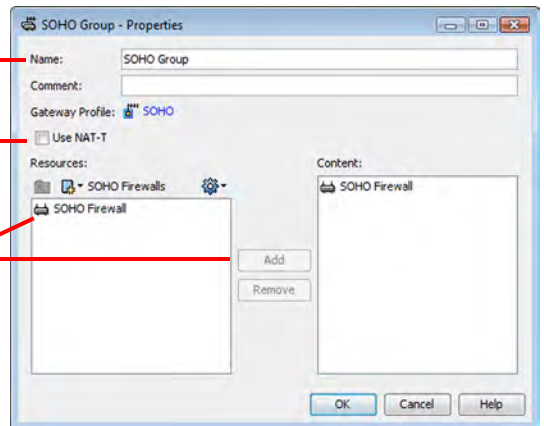 SOHO Group - Properties
Name: SOHO Group
Comment:
Gateway Profile: SOHO
Use NAT-T
Resources: Content:
SOHO Firewalls
SOHO Firewall
SOHO Firewall
Add
Remove
OK Cancel Help